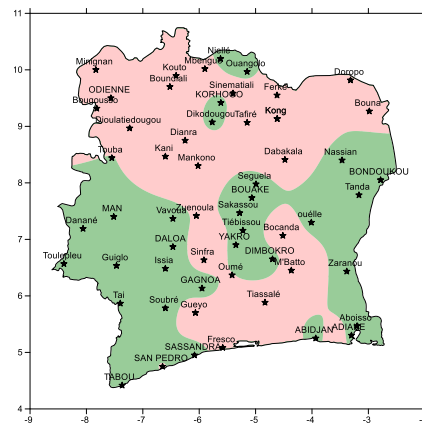 11
Niellé
Mbengué
Minignan
Kouto
Ouangolo
10
Doropo
Boundiali
Sinematiali
Ferké
ODIENNE
KORHOGO
Bougousso
Bouna
Dikodougou
Tafiré
Kong
Djoulatiedougou
9
Dianra
Touba
Kani
Dabakala
Nassian
Mankono
BONDOUKOU
8
Seguela
Tanda
BOUAKE
Sakassou
MAN
Vavoua
Zuenoula
ouélle
Danané
Tiébissou
Bocanda
7
DALOA
YAKRO
Toulepleu
Sinfra
DIMBOKRO
Guiglo
Issia
Oumé
M'Batto
Zaranou
GAGNOA
6
Tai
Soubré
Gueyo
Tiassalé
Aboisso
ABIDJAN
ADIAKE
Fresco
5
SASSANDRA
SAN PEDRO
TABOU
4
-9 -8 -7 -6 -5 -4 -3 -2